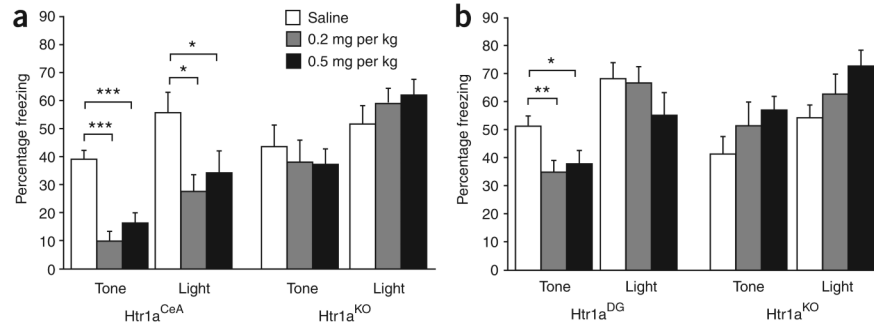 a
Saline
0.2 mg per kg
0.5 mg per kg
Percentage freezing
90
80
70
60
50
40
30
20
10
0
***
***
*
*
Tone Light Tone Light
Htr1a^CeA Htr1a^KO
b
Percentage freezing
90
80
70
60
50
40
30
20
10
0
*
**
Tone Light Tone Light
Htr1a^DG Htr1a^KO